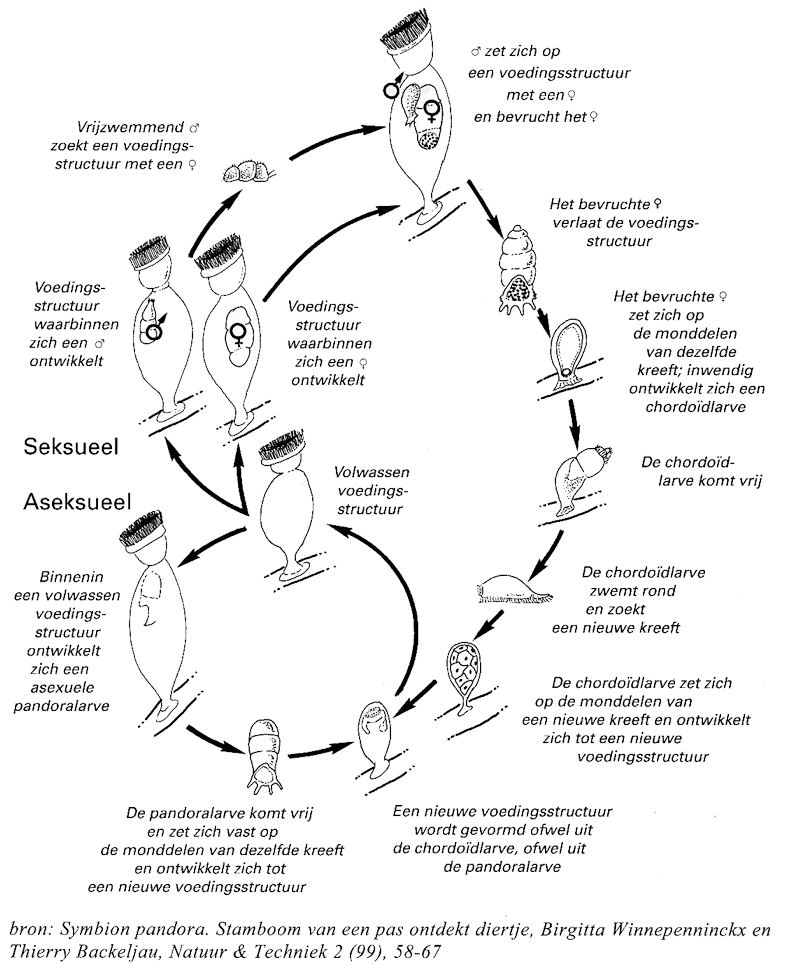 ♂ zet zich op
een voedingsstructuur
met een ♀
en bevrucht het ♀
Vrijzwemmend ♂
zoekt een voedings-
structuur met een ♀
Het bevruchte ♀
verlaat de voedings-
structuur
Voedings-
structuur
waarbinnen
zich een ♂
ontwikkelt
Voedings-
structuur
waarbinnen
zich een ♀
ontwikkelt
Het bevruchte ♀
zet zich op
de monddelen
van dezelfde
kreeft; inwendig
ontwikkelt zich een
chordoïdlarve
Seksueel
Aseksueel
Volwassen
voedings-
structuur
De chordoïd-
larve komt vrij
Binnenin
een volwassen
voedings-
structuur
ontwikkelt
zich een
asexuele
pandoralarve
De chordoïdlarve
zwemt rond
en zoekt
een nieuwe kreeft
De chordoïdlarve zet zich
op de monddelen van
een nieuwe kreeft en ontwikkelt
zich tot een nieuwe
voedingsstructuur
De pandoralarve komt vrij
en zet zich vast op
de monddelen van dezelfde kreeft
en ontwikkelt zich tot
een nieuwe voedingsstructuur
Een nieuwe voedingsstructuur
wordt gevormd ofwel uit
de chordoïdlarve, ofwel uit
de pandoralarve
bron: Symbion pandora. Stamboom van een pas ontdekt diertje, Birgitta Winnepenninckx en
Thierry Backeljau, Natuur & Techniek 2 (99), 58-67